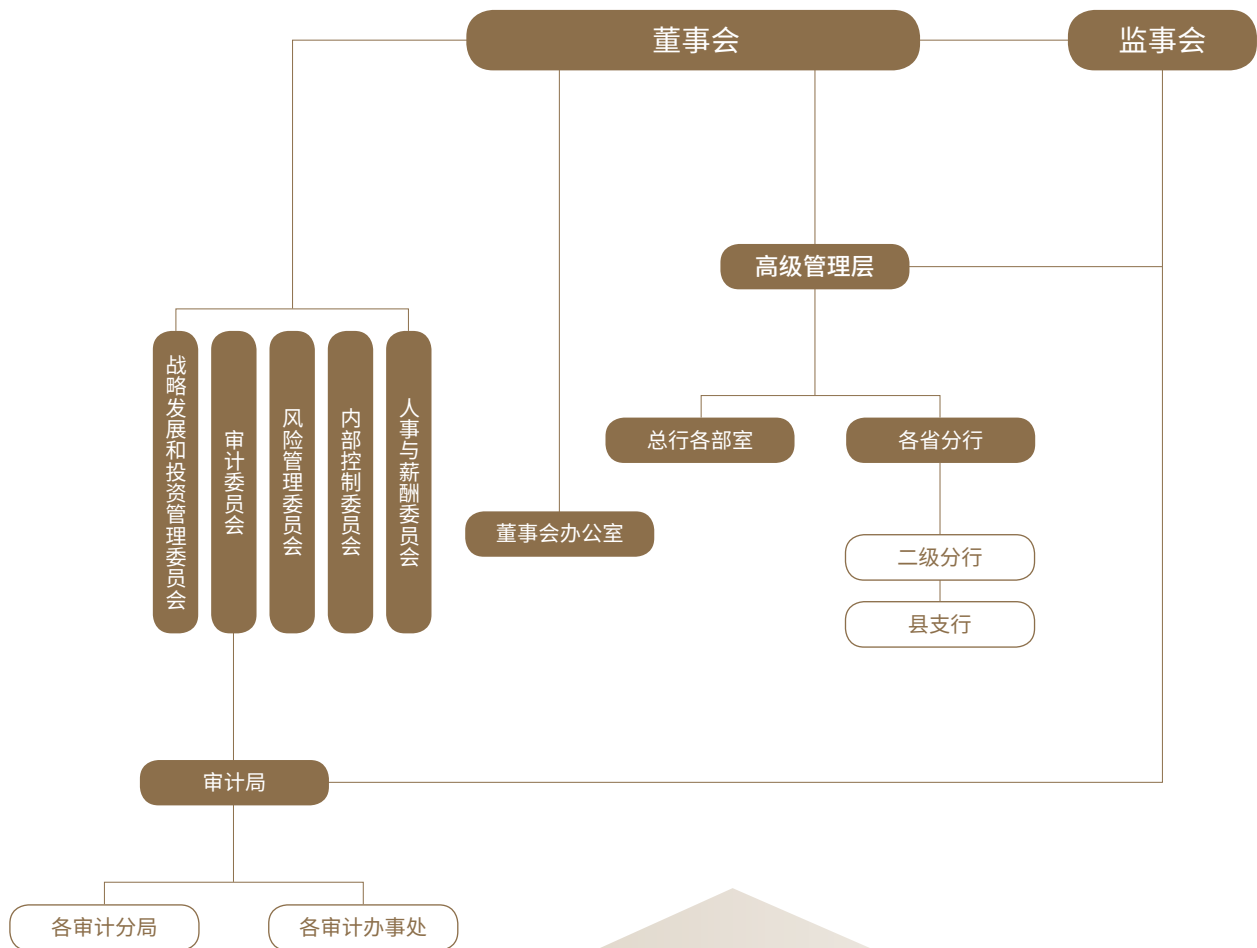 董事会
监事会
高级管理层
战略发展和投资管理委员会
审计委员会
风险管理委员会
内部控制委员会
人事与薪酬委员会
总行各部室
各省分行
董事会办公室
二级分行
县支行
审计局
各审计分局
各审计办事处